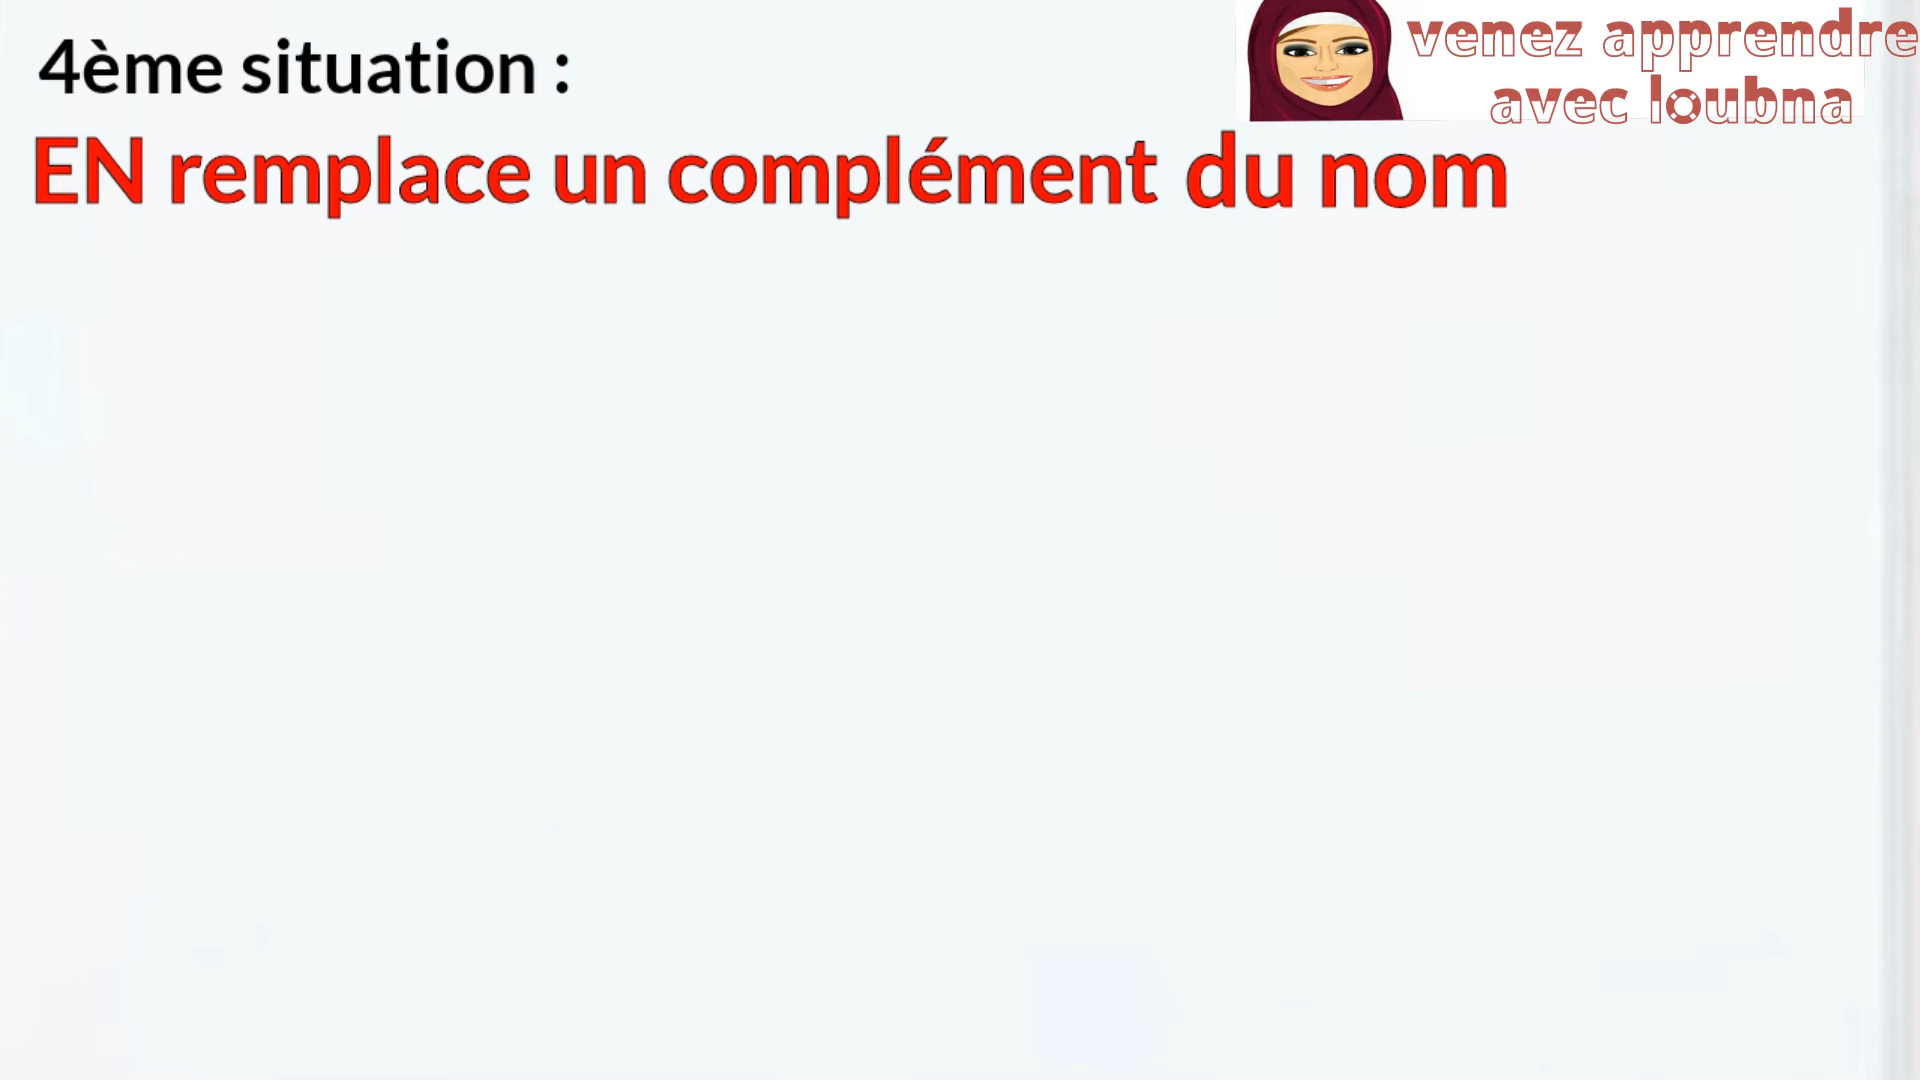 4ème situation :
EN remplace un complément du nom
venez apprendre
avec loubna